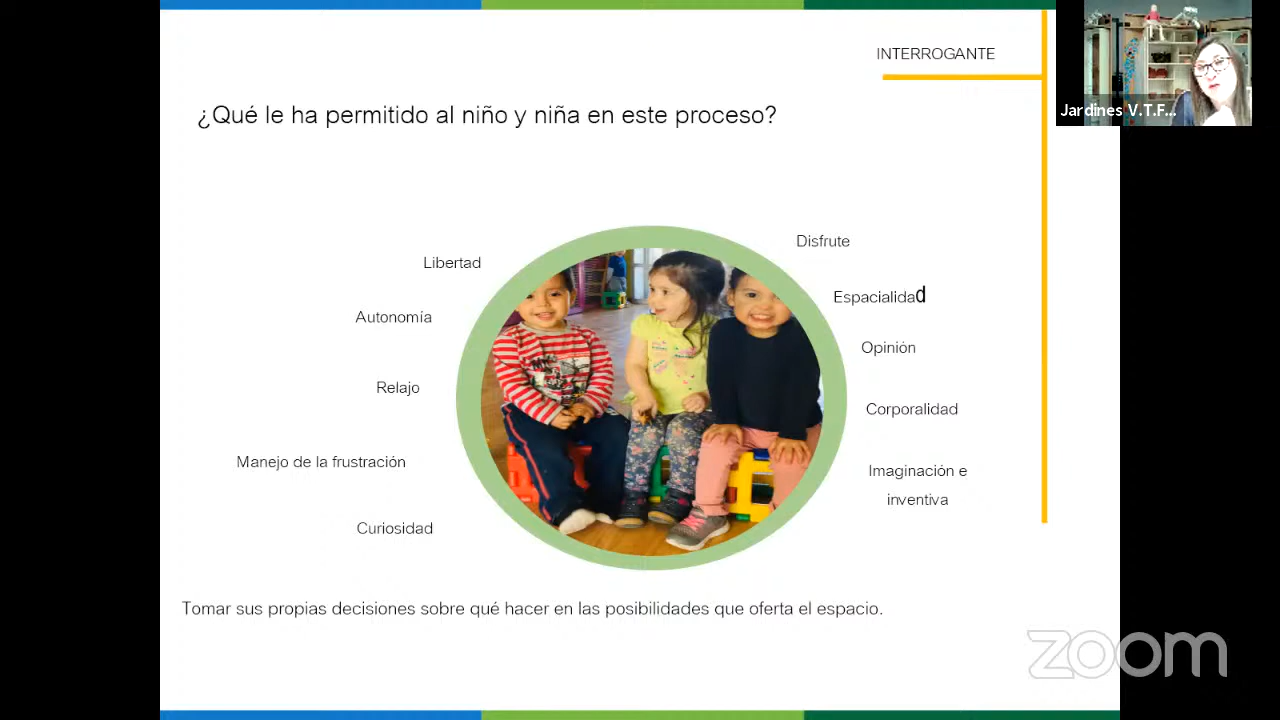 INTERROGANTE
Jardines V.T.F...
¿Qué le ha permitido al niño y niña en este proceso?
Disfrute
Libertad
Espacialidad
Autonomía
Opinión
Relajo
Corporalidad
Manejo de la frustración
Imaginación e
inventiva
Curiosidad
Tomar sus propias decisiones sobre qué hacer en las posibilidades que oferta el espacio.
zoom